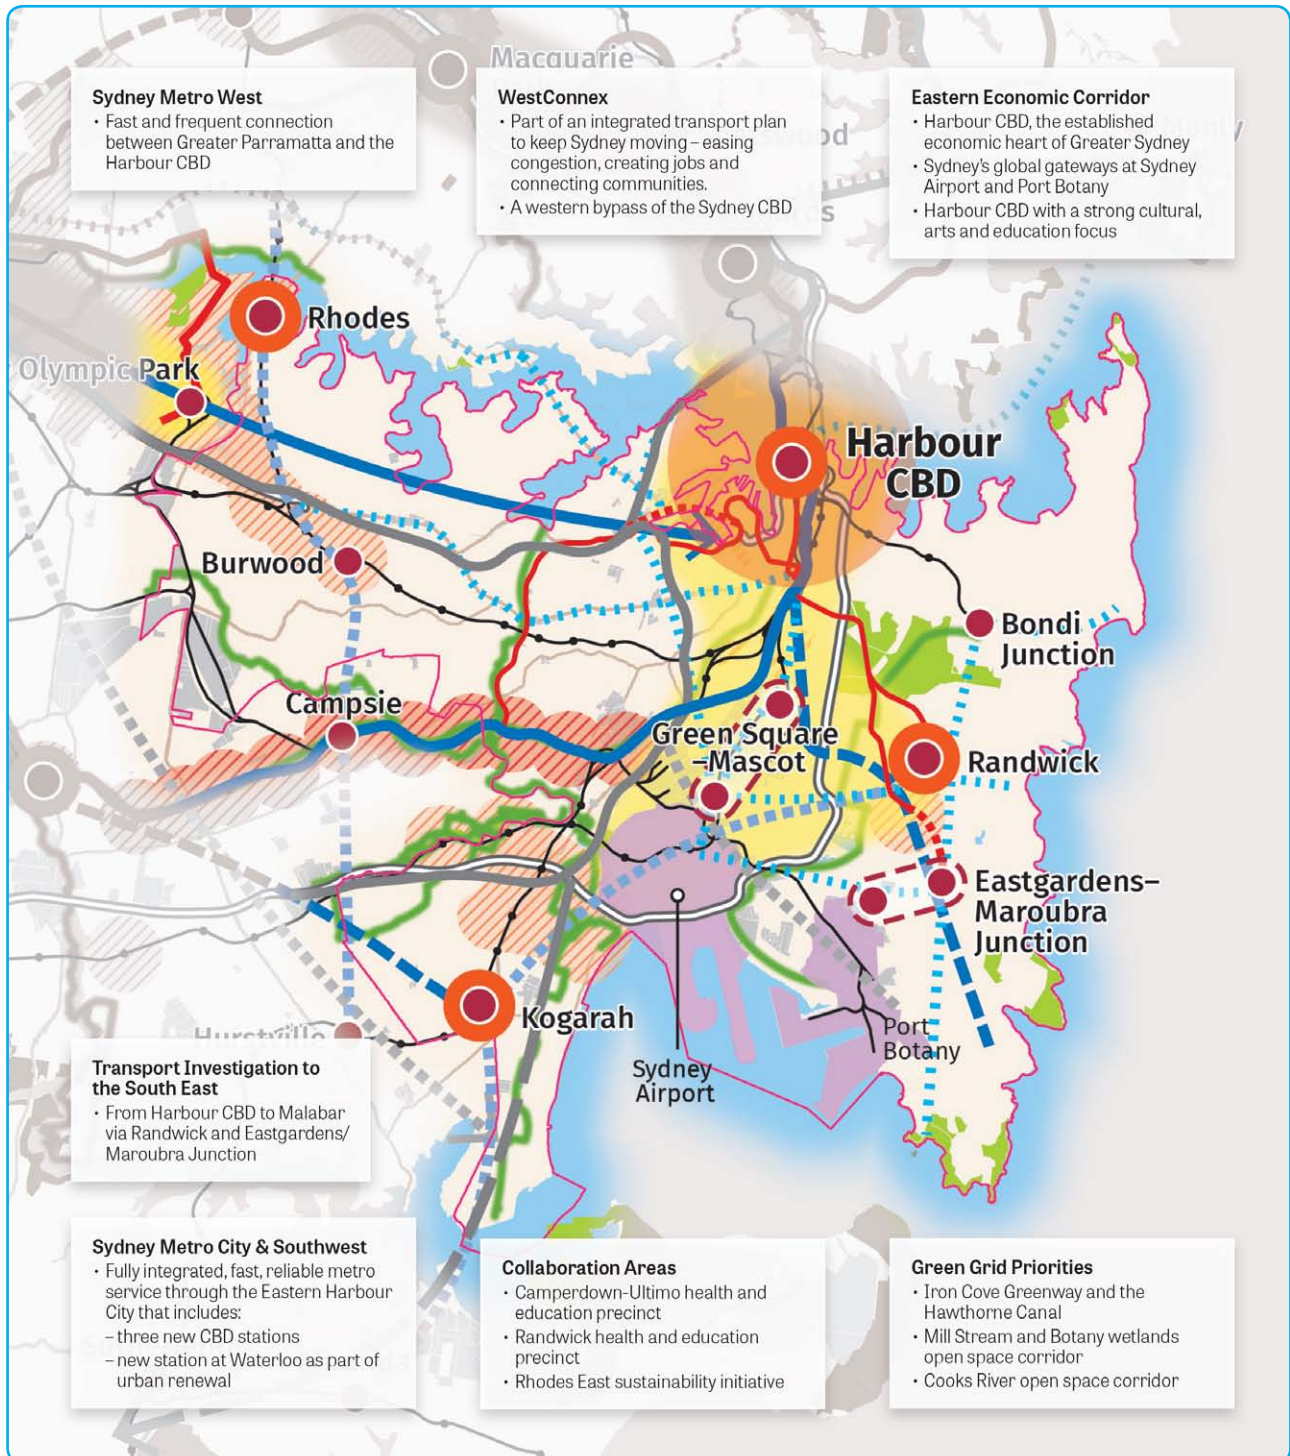 Macquarie
Sydney Metro West
• Fast and frequent connection
between Greater Parramatta and the
Harbour CBD
WestConnex
• Part of an integrated transport plan
to keep Sydney moving – easing
congestion, creating jobs and
connecting communities.
• A western bypass of the Sydney CBD
Eastern Economic Corridor
• Harbour CBD, the established
economic heart of Greater Sydney
• Sydney's global gateways at Sydney
Airport and Port Botany
• Harbour CBD with a strong cultural,
arts and education focus
Rhodes
Olympic Park
Harbour
CBD
Burwood
Bondi
Junction
Campsie
Green Square
–Mascot
Randwick
Eastgardens–
Maroubra
Junction
Kogarah
Port
Botany
Hurstville
Sydney
Airport
Transport Investigation to
the South East
• From Harbour CBD to Malabar
via Randwick and Eastgardens/
Maroubra Junction
Sydney Metro City & Southwest
• Fully integrated, fast, reliable metro
service through the Eastern Harbour
City that includes:
– three new CBD stations
– new station at Waterloo as part of
urban renewal
Collaboration Areas
• Camperdown-Ultimo health and
education precinct
• Randwick health and education
precinct
• Rhodes East sustainability initiative
Green Grid Priorities
• Iron Cove Greenway and the
Hawthorne Canal
• Mill Stream and Botany wetlands
open space corridor
• Cooks River open space corridor